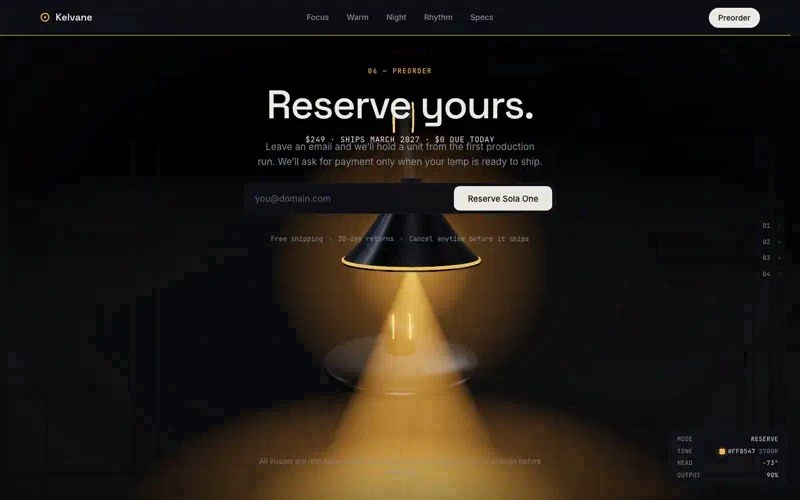 Kelvane
Focus Warm Night Rhythm Specs
Preorder
06 — PREORDER
Reserve yours.
$249 · SHIPS MARCH 2027 · $0 DUE TODAY
Leave an email and we'll hold a unit from the first production
run. We'll ask for payment only when your lamp is ready to ship.
you@domain.com
Reserve Sola One
Free shipping · 30-day returns · Cancel anytime before it ships
01
02
03
04
MODE RESERVE
TONE #FFB547 2700K
HEAD -73°
OUTPUT 90%
All visuals are change before